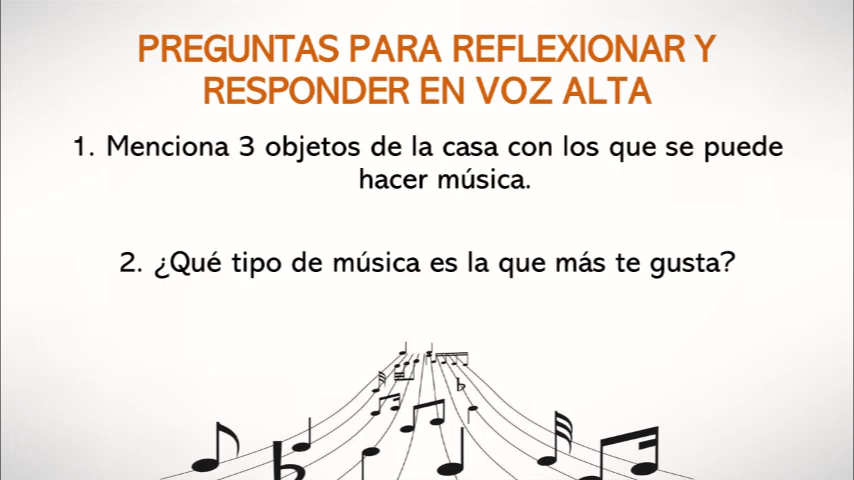 PREGUNTAS PARA REFLEXIONAR Y
RESPONDER EN VOZ ALTA
1. Menciona 3 objetos de la casa con los que se puede
hacer música.
2. ¿Qué tipo de música es la que más te gusta?